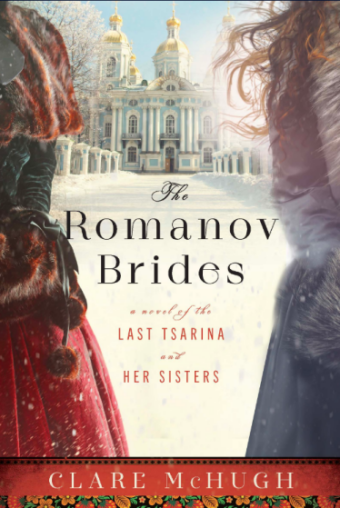 The
Romanov
Brides
a novel of the
LAST TSARINA
and
HER SISTERS
CLARE McHUGH